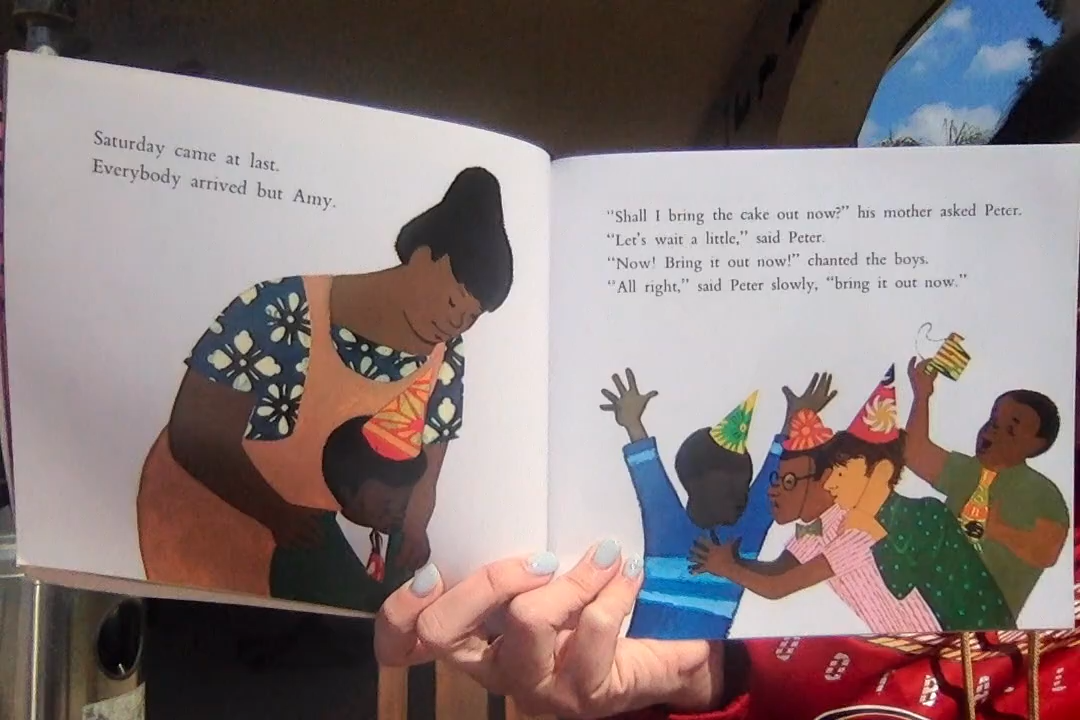 Saturday came at last.
Everybody arrived but Amy.
"Shall I bring the cake out now?" his mother asked Peter.
"Let's wait a little," said Peter.
"Now! Bring it out now!" chanted the boys.
"All right," said Peter slowly, "bring it out now."